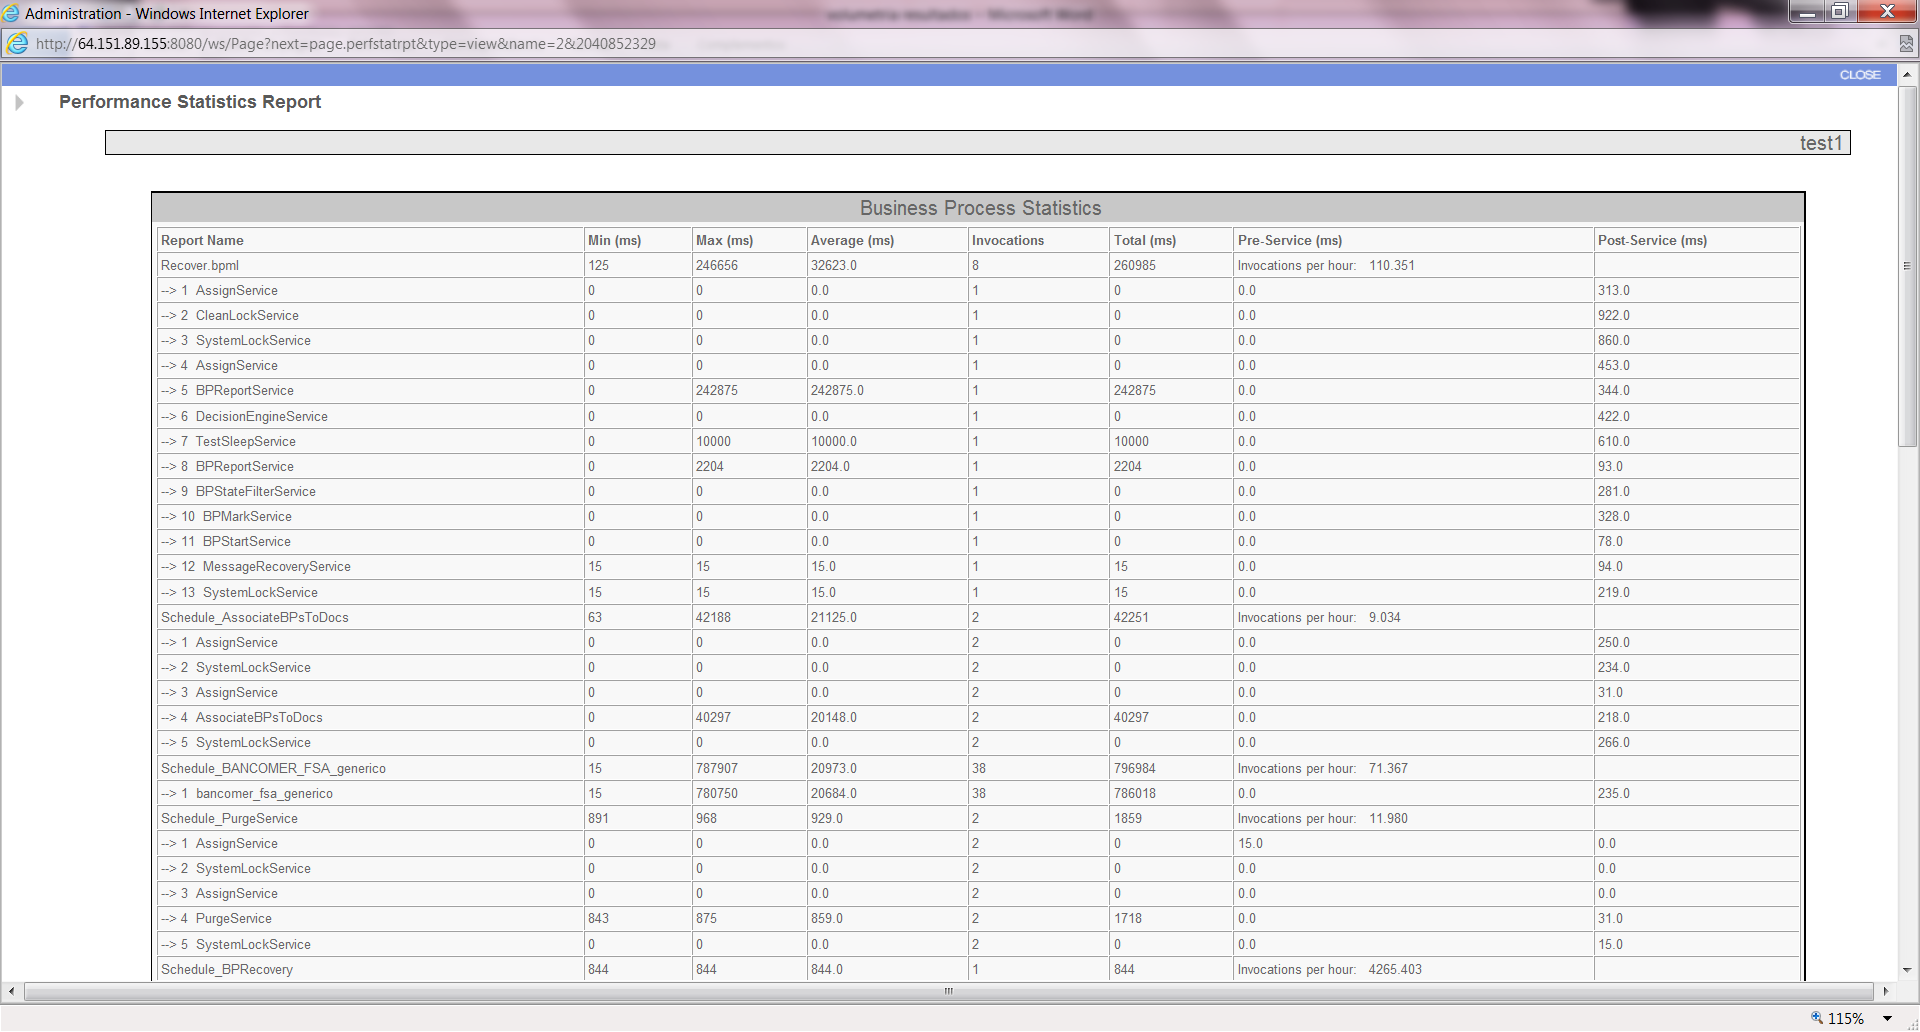 Administration - Windows Internet Explorer
http://64.151.89.155:8080/ws/Page?next=page.perfstatrpt&type=view&name=2&2040852329
CLOSE
Performance Statistics Report
test1
Business Process Statistics
Report Name Min (ms) Max (ms) Average (ms) Invocations Total (ms) Pre-Service (ms) Post-Service (ms)
Recover.bpml 125 246656 32623.0 8 260985 Invocations per hour: 110.351
--> 1 AssignService 0 0 0.0 1 0 0.0 313.0
--> 2 CleanLockService 0 0 0.0 1 0 0.0 922.0
--> 3 SystemLockService 0 0 0.0 1 0 0.0 860.0
--> 4 AssignService 0 0 0.0 1 0 0.0 453.0
--> 5 BPReportService 0 242875 242875.0 1 242875 0.0 344.0
--> 6 DecisionEngineService 0 0 0.0 1 0 0.0 422.0
--> 7 TestSleepService 0 10000 10000.0 1 10000 0.0 610.0
--> 8 BPReportService 0 2204 2204.0 1 2204 0.0 93.0
--> 9 BPStateFilterService 0 0 0.0 1 0 0.0 281.0
--> 10 BPMarkService 0 0 0.0 1 0 0.0 328.0
--> 11 BPStartService 0 0 0.0 1 0 0.0 78.0
--> 12 MessageRecoveryService 15 15 15.0 1 15 0.0 94.0
--> 13 SystemLockService 15 15 15.0 1 15 0.0 219.0
Schedule_AssociateBPsToDocs 63 42188 21125.0 2 42251 Invocations per hour: 9.034
--> 1 AssignService 0 0 0.0 2 0 0.0 250.0
--> 2 SystemLockService 0 0 0.0 2 0 0.0 234.0
--> 3 AssignService 0 0 0.0 2 0 0.0 31.0
--> 4 AssociateBPsToDocs 0 40297 20148.0 2 40297 0.0 218.0
--> 5 SystemLockService 0 0 0.0 2 0 0.0 266.0
Schedule_BANCOMER_FSA_generico 15 787907 20973.0 38 796984 Invocations per hour: 71.367
--> 1 bancomer_fsa_generico 15 780750 20684.0 38 786018 0.0 235.0
Schedule_PurgeService 891 968 929.0 2 1859 Invocations per hour: 11.980
--> 1 AssignService 0 0 0.0 2 0 15.0 0.0
--> 2 SystemLockService 0 0 0.0 2 0 0.0 0.0
--> 3 AssignService 0 0 0.0 2 0 0.0 0.0
--> 4 PurgeService 843 875 859.0 2 1718 0.0 31.0
--> 5 SystemLockService 0 0 0.0 2 0 0.0 15.0
Schedule_BPRecovery 844 844 844.0 1 844 Invocations per hour: 4265.403
115%